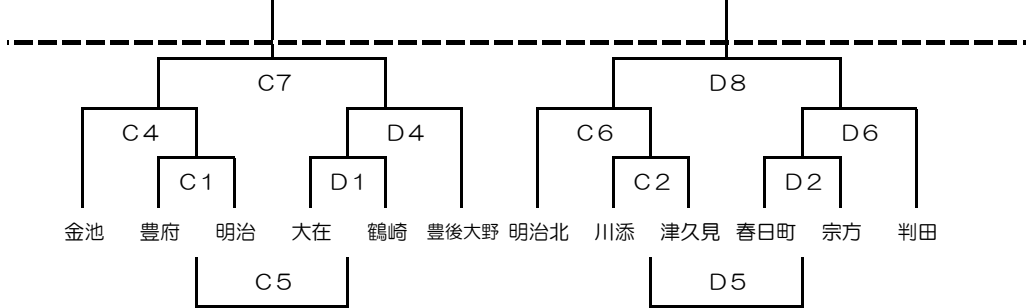 C7 D8
C4 D4 C6 D6
C1 D1 C2 D2
金池 豊府 明治 大在 鶴崎 豊後大野 明治北 川添 津久見 春日町 宗方 判田
C5 D5